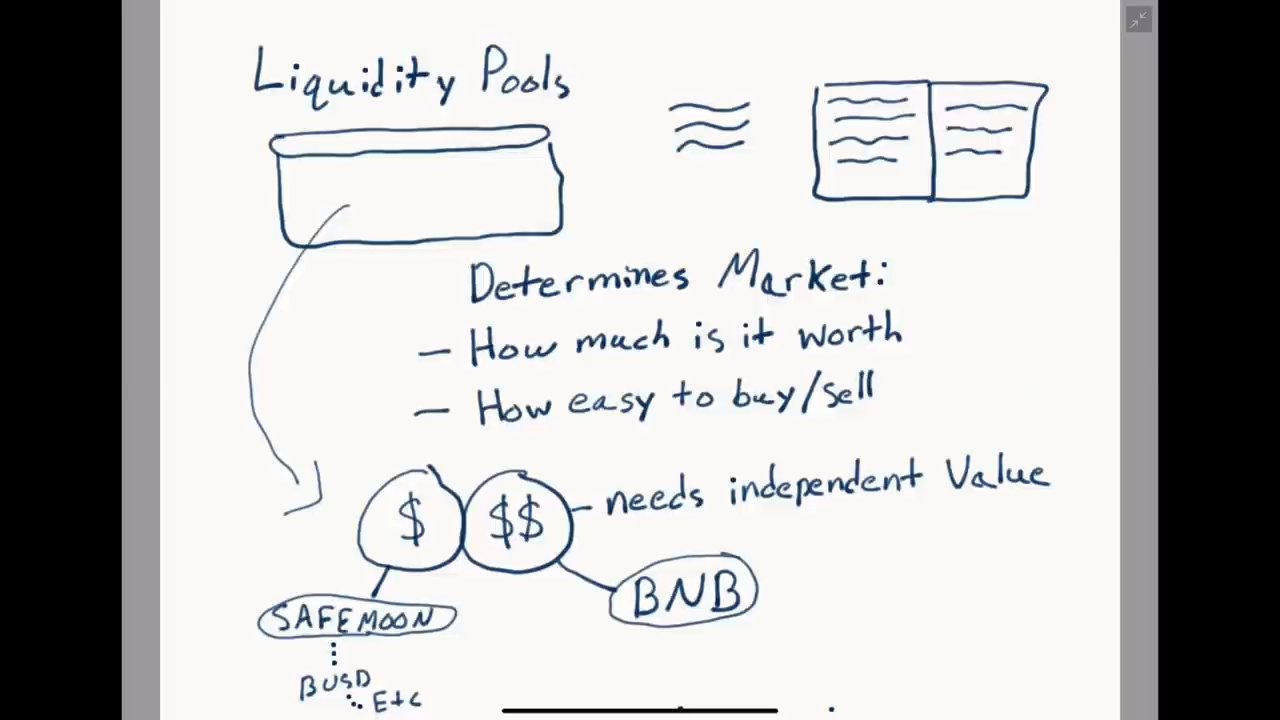 Liquidity Pools
Determines Market:
- How much is it worth
- How easy to buy/sell
$ $$ - needs independent Value
BNB
SAFEMOON
BUSD
Etc